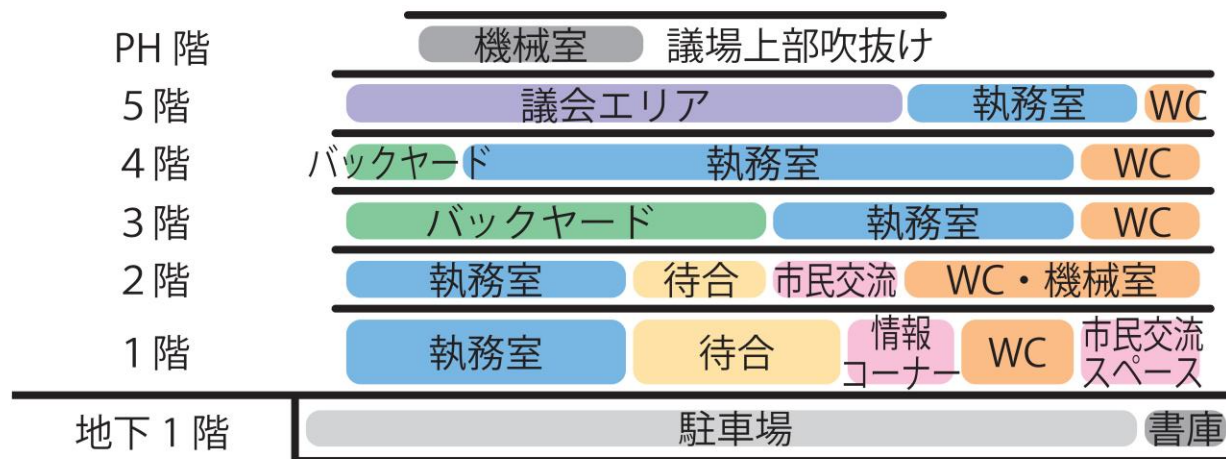 PH 階 機械室 議場上部吹抜け
5 階 議会エリア 執務室 WC
4 階 バックヤード 執務室 WC
3 階 バックヤード 執務室 WC
2 階 執務室 待合 市民交流 WC・機械室
1 階 執務室 待合 情報コーナー WC 市民交流スペース
地下 1 階 駐車場 書庫